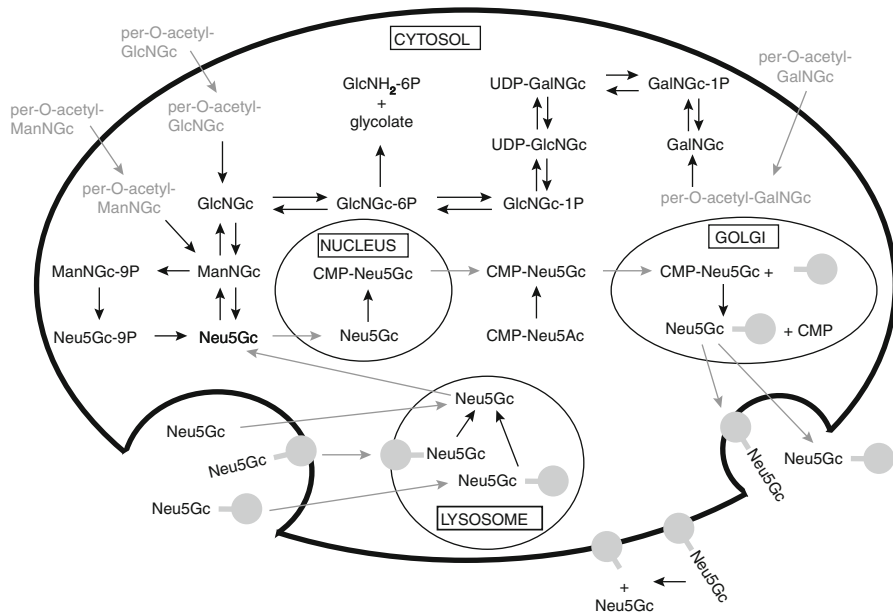 per-O-acetyl-
GlcNGc
CYTOSOL
per-O-acetyl-
GalNGc
per-O-acetyl-
ManNGc
per-O-acetyl-
GlcNGc
GlcNH2-6P
+
glycolate
UDP-GalNGc
GalNGc-1P
UDP-GlcNGc
GalNGc
per-O-acetyl-
ManNGc
GlcNGc
GlcNGc-6P
GlcNGc-1P
per-O-acetyl-GalNGc
NUCLEUS
GOLGI
ManNGc-9P
ManNGc
CMP-Neu5Gc
CMP-Neu5Gc
CMP-Neu5Gc +
Neu5Gc-9P
Neu5Gc
Neu5Gc
CMP-Neu5Ac
Neu5Gc
+ CMP
Neu5Gc
Neu5Gc
Neu5Gc
Neu5Gc
Neu5Gc
Neu5Gc
Neu5Gc
Neu5Gc
LYSOSOME
Neu5Gc
+
Neu5Gc